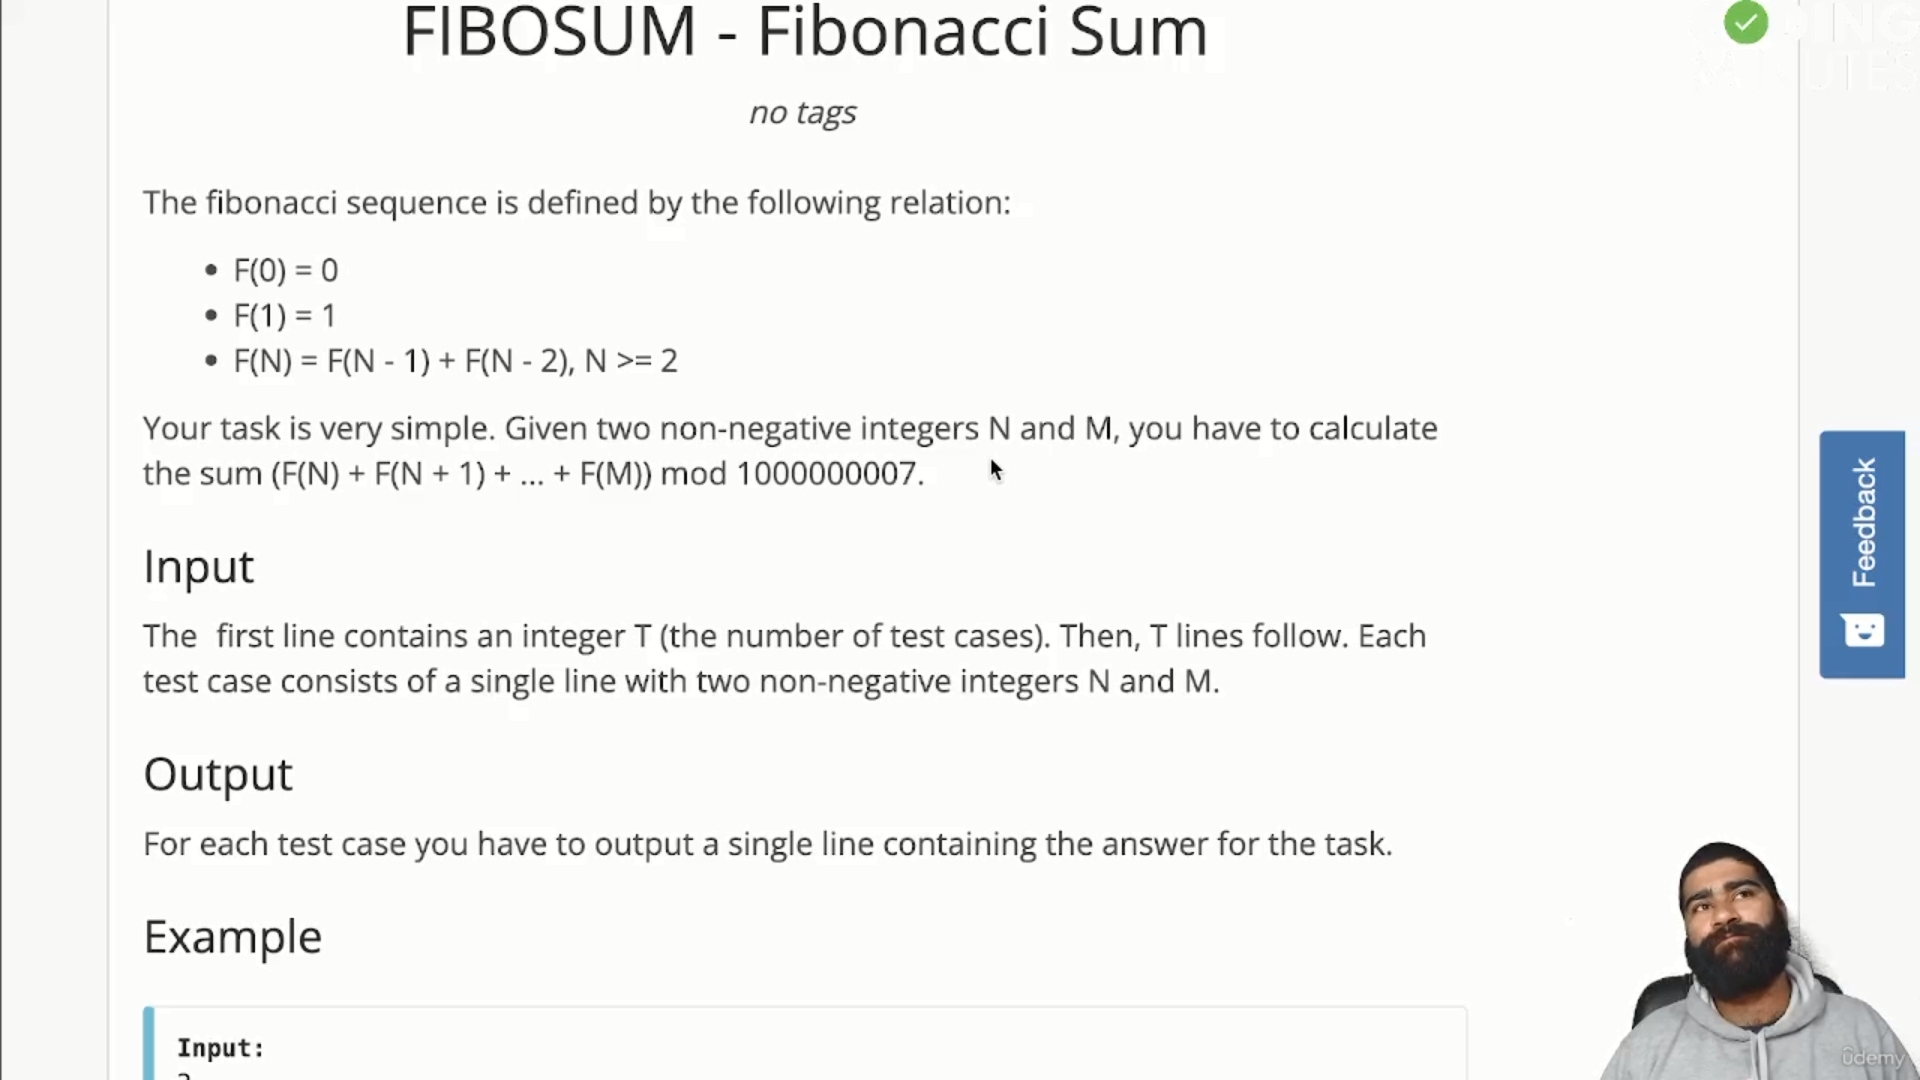 FIBOSUM - Fibonacci Sum
no tags
The fibonacci sequence is defined by the following relation:
• F(0) = 0
• F(1) = 1
• F(N) = F(N - 1) + F(N - 2), N >= 2
Your task is very simple. Given two non-negative integers N and M, you have to calculate
the sum (F(N) + F(N + 1) + ... + F(M)) mod 1000000007.
Feedback
Input
The first line contains an integer T (the number of test cases). Then, T lines follow. Each
test case consists of a single line with two non-negative integers N and M.
Output
For each test case you have to output a single line containing the answer for the task.
Example
Input:
udemy